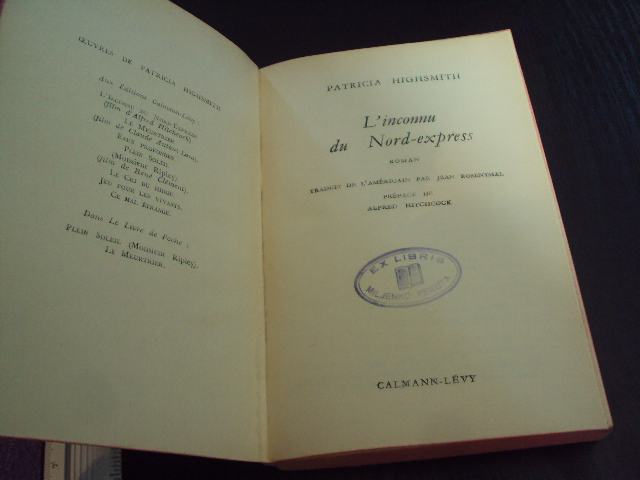 ŒUVRES DE PATRICIA HIGHSMITH
Aux Éditions Calmann-Lévy :
L'INCONNU DU NORD-EXPRESS
(film d'Alfred Hitchcock)
LE MEURTRIER
(film de Claude Autant-Lara).
EAUX PROFONDES
PLEIN SOLEIL
(Monsieur Ripley)
(film de René Clément).
LE CRI DU HIBOU.
JEU POUR LES VIVANTS.
CE MAL ÉTRANGE.
Dans Le Livre de Poche :
PLEIN SOLEIL (Monsieur Ripley).
LE MEURTRIER.
PATRICIA HIGHSMITH
L'inconnu
du Nord-express
ROMAN
TRADUIT DE L'AMÉRICAIN PAR JEAN ROSENTHAL
PRÉFACE DE
ALFRED HITCHCOCK
EX LIBRIS
MILJENKO
CALMANN-LÉVY